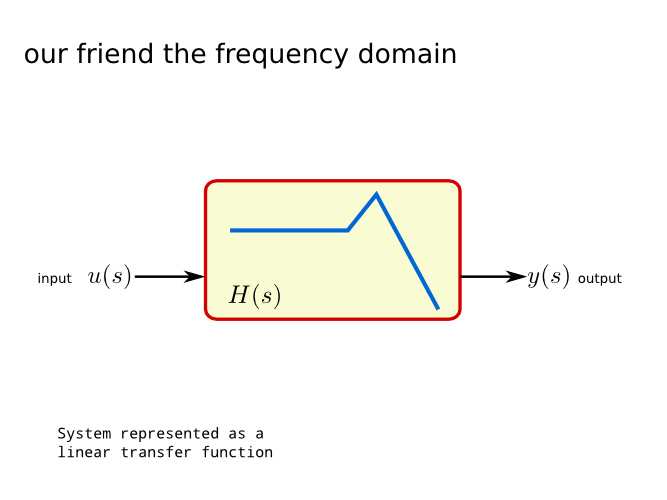 our friend the frequency domain
input u(s) y(s) output
H(s)
System represented as a
linear transfer function